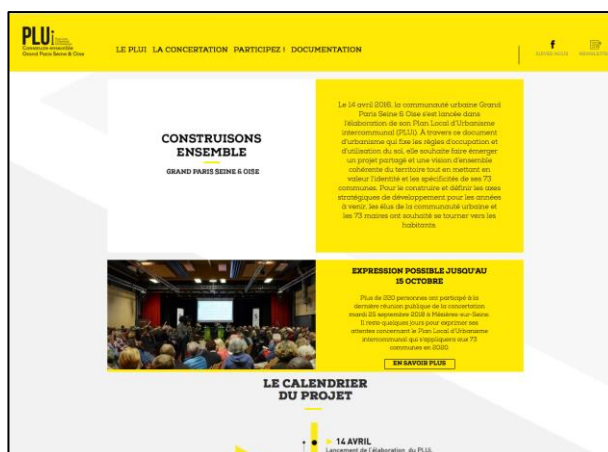 PLUi
Construire ensemble
Grand Paris Seine & Oise
LE PLUI LA CONCERTATION PARTICIPEZ ! DOCUMENTATION
SUIVEZ-NOUS
NEWSLETTER
CONSTRUISONS
ENSEMBLE
GRAND PARIS SEINE & OISE
Le 14 avril 2016, la communauté urbaine Grand
Paris Seine & Oise s'est lancée dans
l'élaboration de son Plan Local d'Urbanisme
intercommunal (PLUi). À travers ce document
d'urbanisme qui fixe les règles d'occupation et
d'utilisation du sol, elle souhaite faire émerger
un projet partagé et une vision d'ensemble
cohérente du territoire tout en mettant en
valeur l'identité et les spécificités de ses 73
communes. Pour le construire et définir les axes
stratégiques de développement pour les années
à venir, les élus de la communauté urbaine et
les 73 maires ont souhaité se tourner vers les
habitants.
EXPRESSION POSSIBLE JUSQU'AU
15 OCTOBRE
Plus de 220 personnes ont participé à la
dernière réunion publique de la concertation
mardi 25 septembre 2018 à Mézières-sur-Seine.
Il reste quelques jours pour exprimer ses
attentes concernant le Plan Local d'Urbanisme
intercommunal qui s'appliquera aux 73
communes en 2020.
EN SAVOIR PLUS
LE CALENDRIER
DU PROJET
14 AVRIL
Lancement de l'élaboration du PLUi.